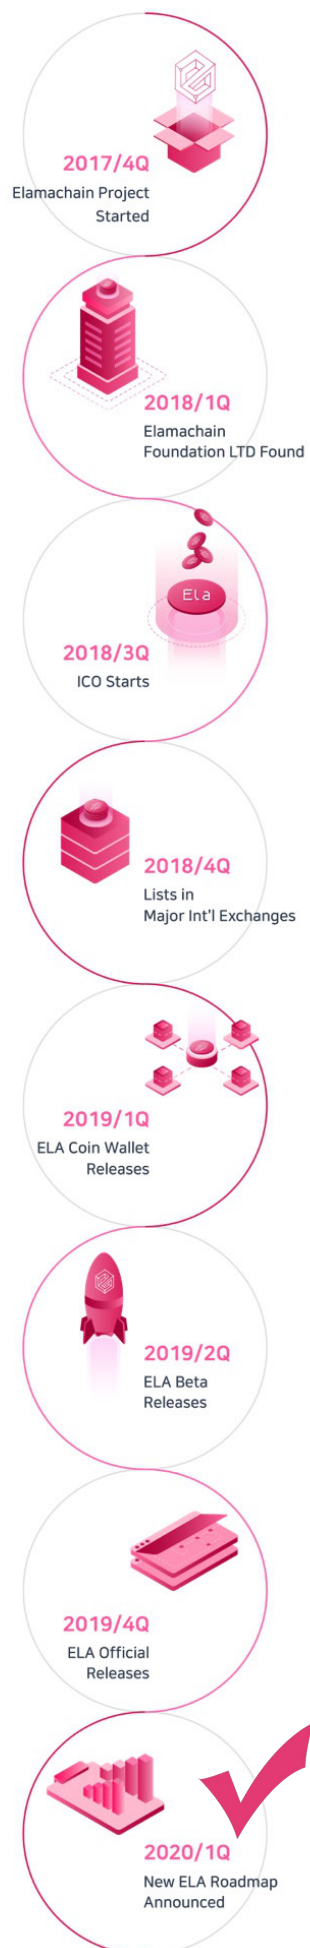 2017/4Q
Elamachain Project
Started
2018/1Q
Elamachain
Foundation LTD Found
Ela
2018/3Q
ICO Starts
2018/4Q
Lists in
Major Int'l Exchanges
2019/1Q
ELA Coin Wallet
Releases
2019/2Q
ELA Beta
Releases
2019/4Q
ELA Official
Releases
2020/1Q
New ELA Roadmap
Announced